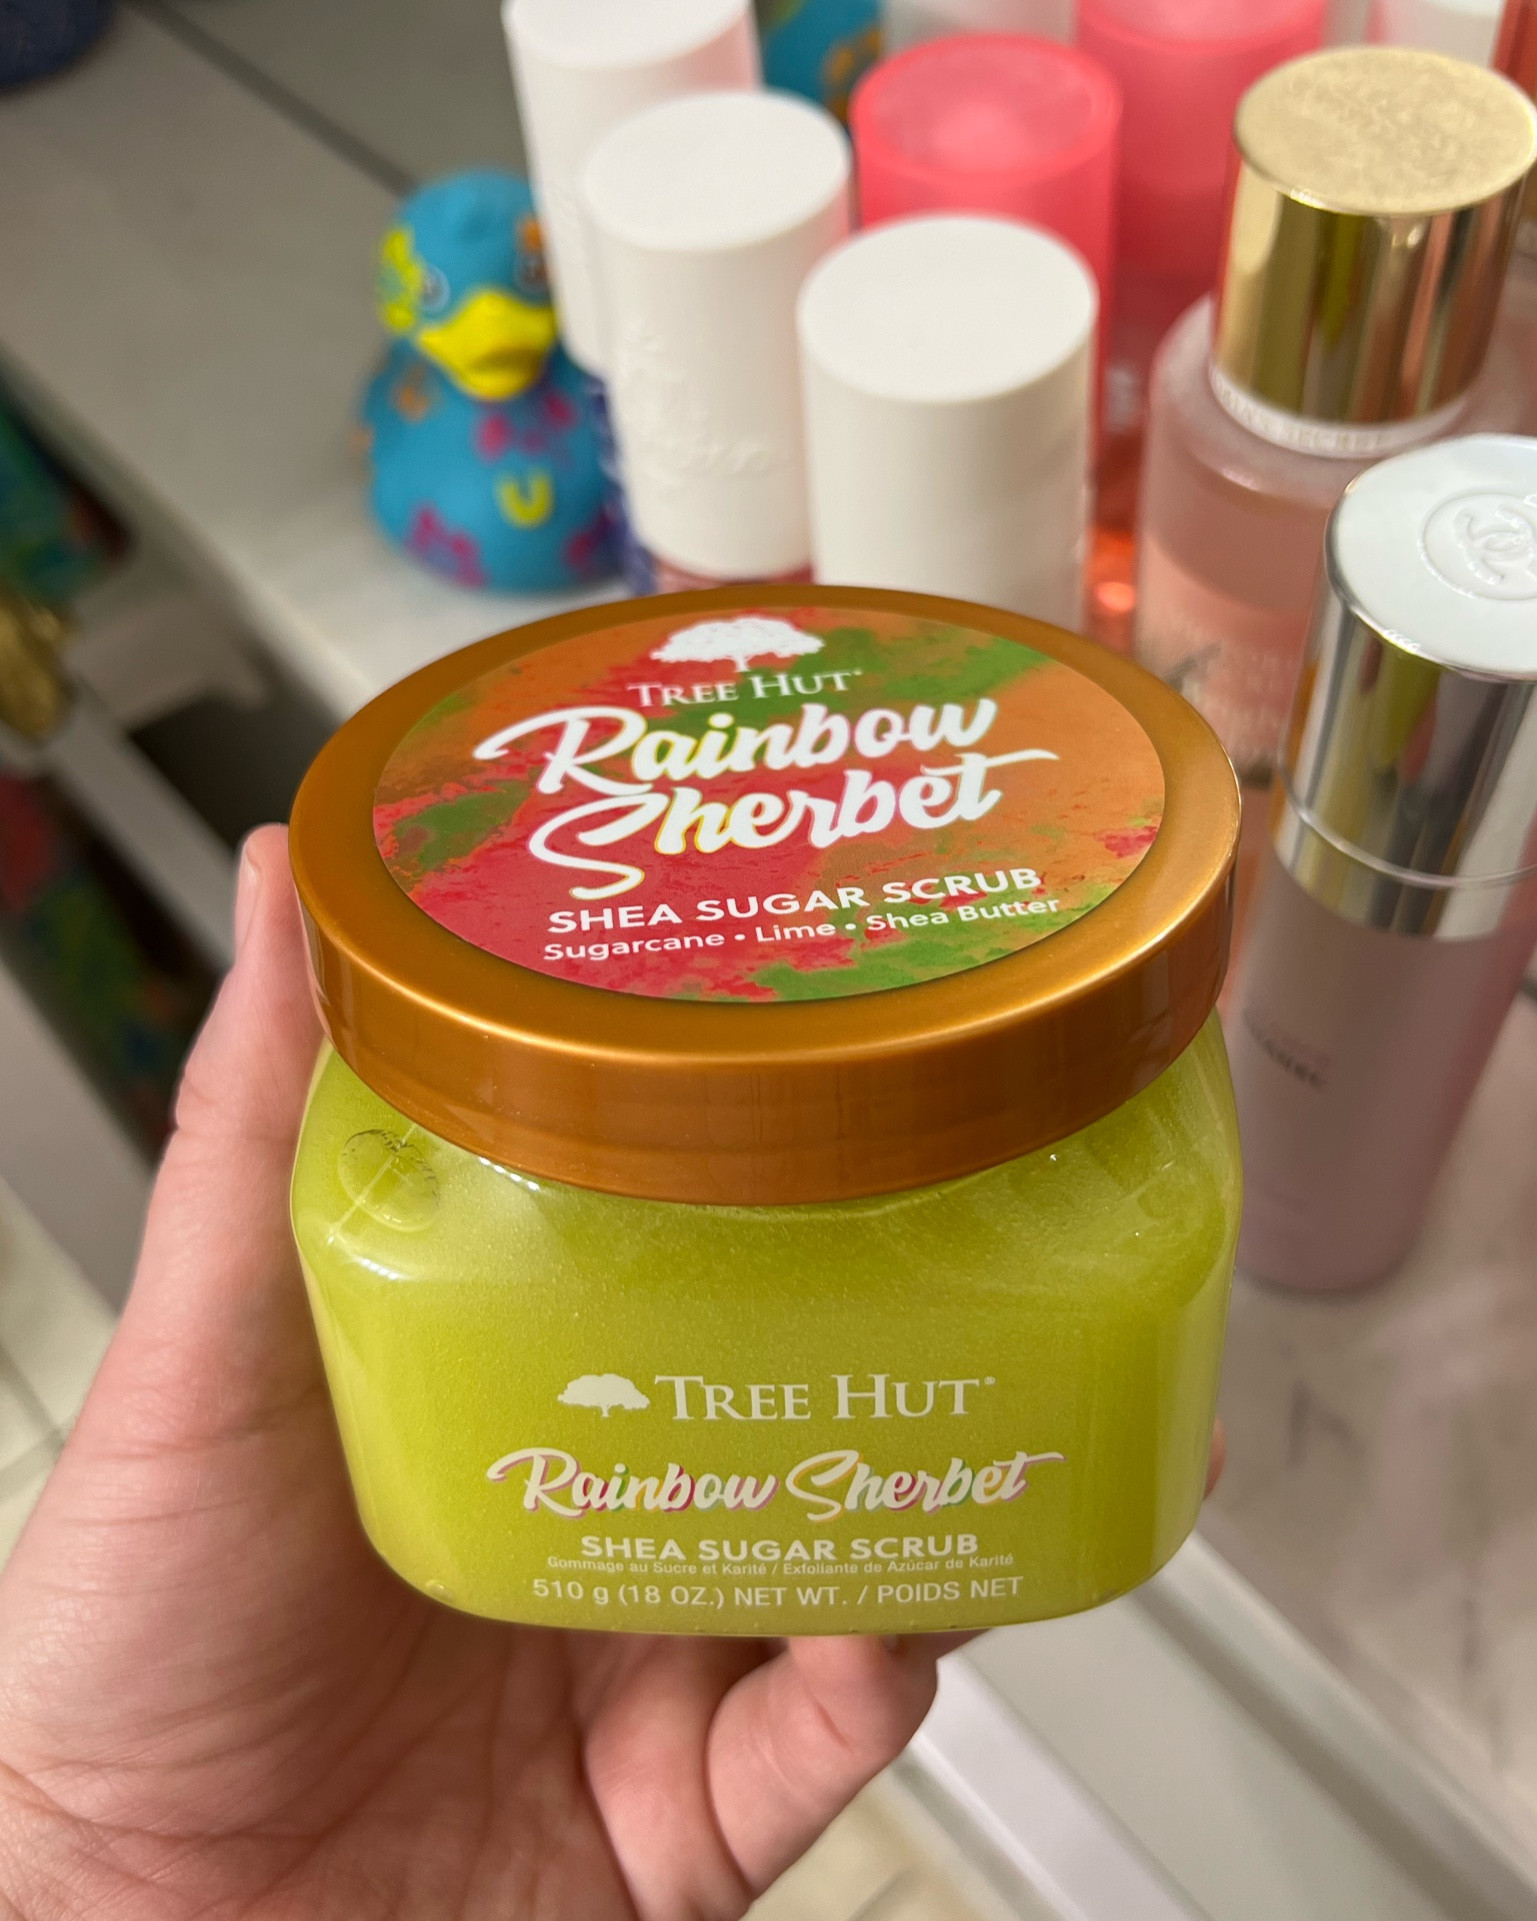 TREE HUT®
Rainbow
Sherbet
SHEA SUGAR SCRUB
Sugarcane • Lime • Shea Butter
TREE HUT®
Rainbow Sherbet
SHEA SUGAR SCRUB
Gommage au Sucre et Karité / Exfoliante de Azúcar de Karité
510 g (18 OZ.) NET WT. / POIDS NET